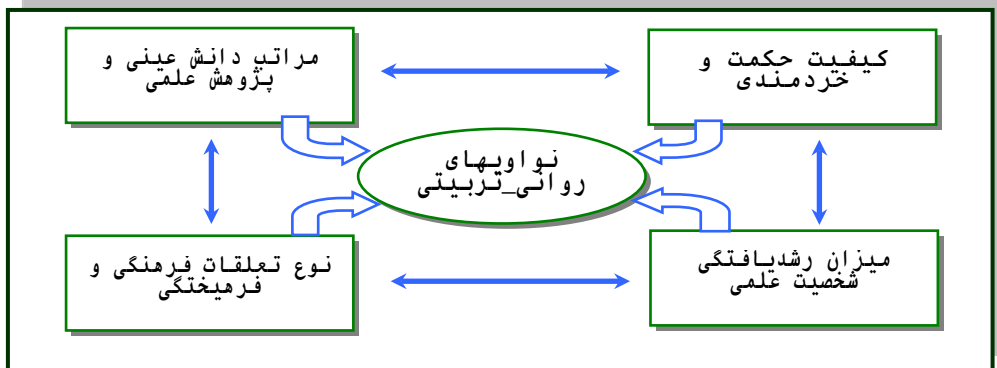 کیفیت حکمت و
خردمندی
مراتب دانش عینی و
پژوهش علمی
نواویهای
روانی_تربیتی
میزان رشدیافتگی
شخصیت علمی
نوع تعلقات فرهنگی و
فرهیختگی